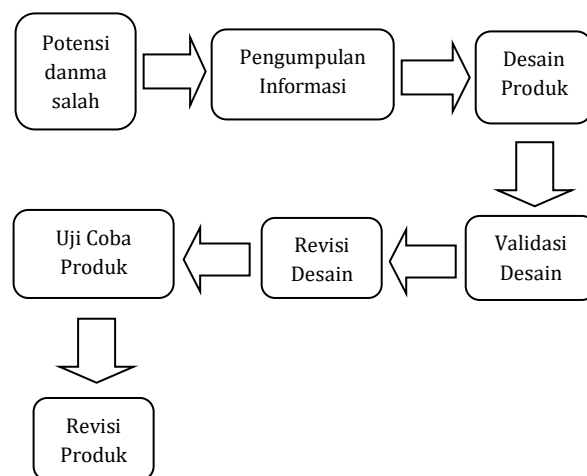 Potensi
danma
salah
Pengumpulan
Informasi
Desain
Produk
Validasi
Desain
Revisi
Desain
Uji Coba
Produk
Revisi
Produk